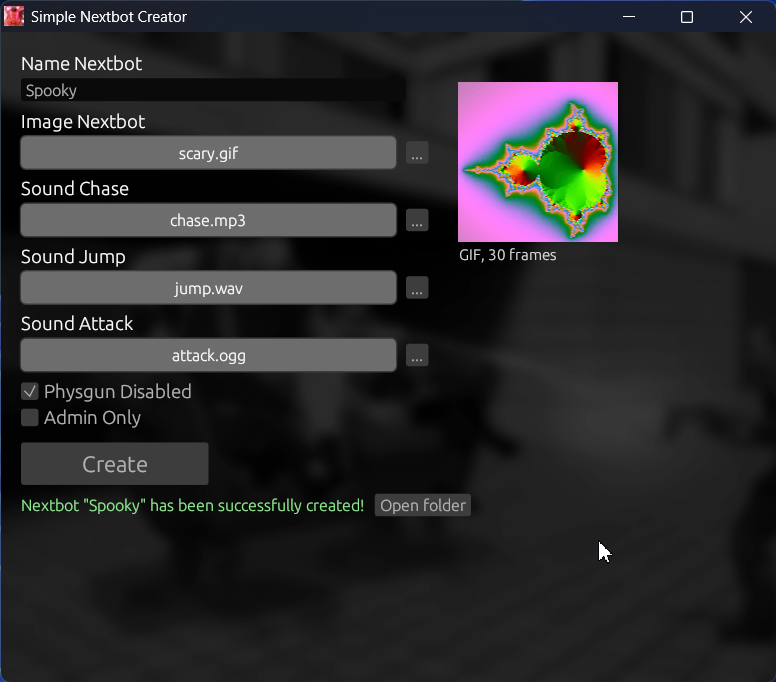 Simple Nextbot Creator
Name Nextbot
Spooky
Image Nextbot
scary.gif
...
Sound Chase
chase.mp3
...
Sound Jump
jump.wav
...
Sound Attack
attack.ogg
...
Physgun Disabled
Admin Only
Create
Nextbot "Spooky" has been successfully created! Open folder
GIF, 30 frames